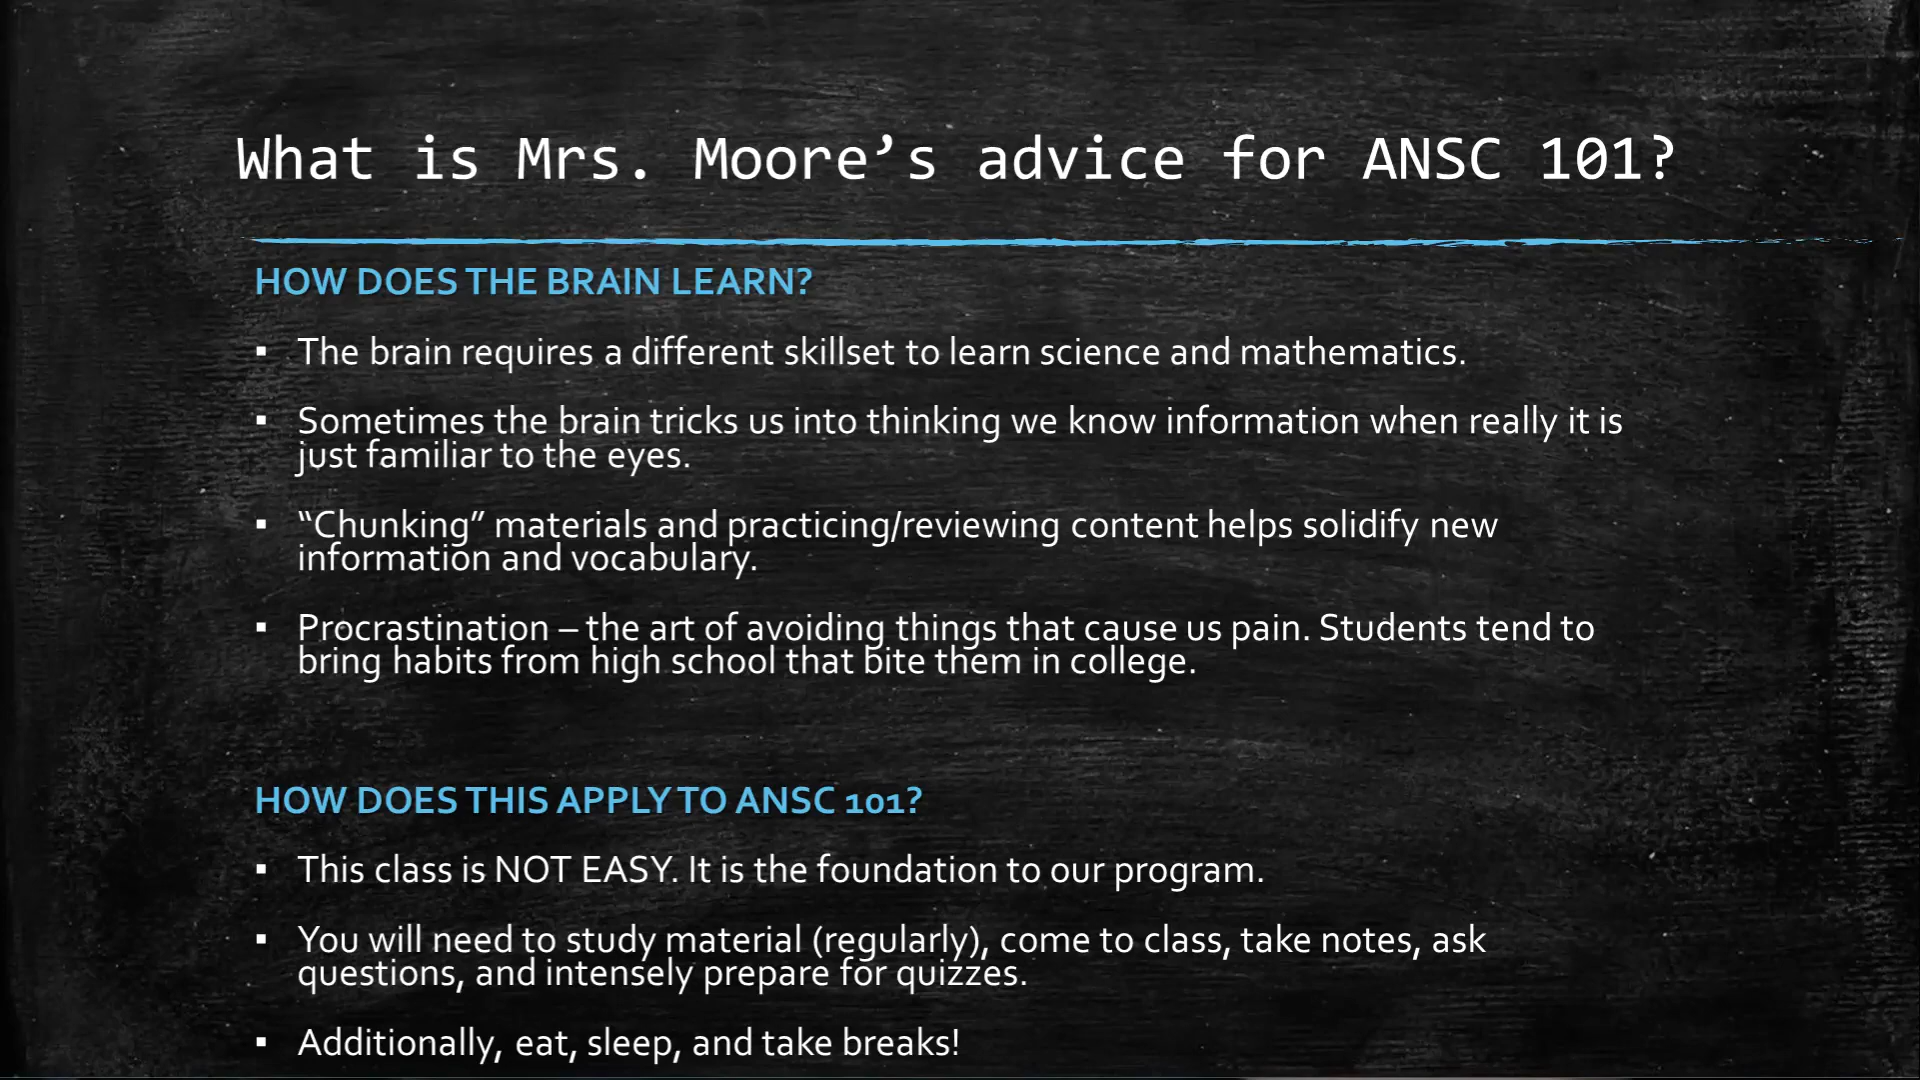 What is Mrs. Moore’s advice for ANSC 101?
HOW DOES THE BRAIN LEARN?
▪ The brain requires a different skillset to learn science and mathematics.
▪ Sometimes the brain tricks us into thinking we know information when really it is
just familiar to the eyes.
▪ “Chunking” materials and practicing/reviewing content helps solidify new
information and vocabulary.
▪ Procrastination – the art of avoiding things that cause us pain. Students tend to
bring habits from high school that bite them in college.
HOW DOES THIS APPLY TO ANSC 101?
▪ This class is NOT EASY. It is the foundation to our program.
▪ You will need to study material (regularly), come to class, take notes, ask
questions, and intensely prepare for quizzes.
▪ Additionally, eat, sleep, and take breaks!